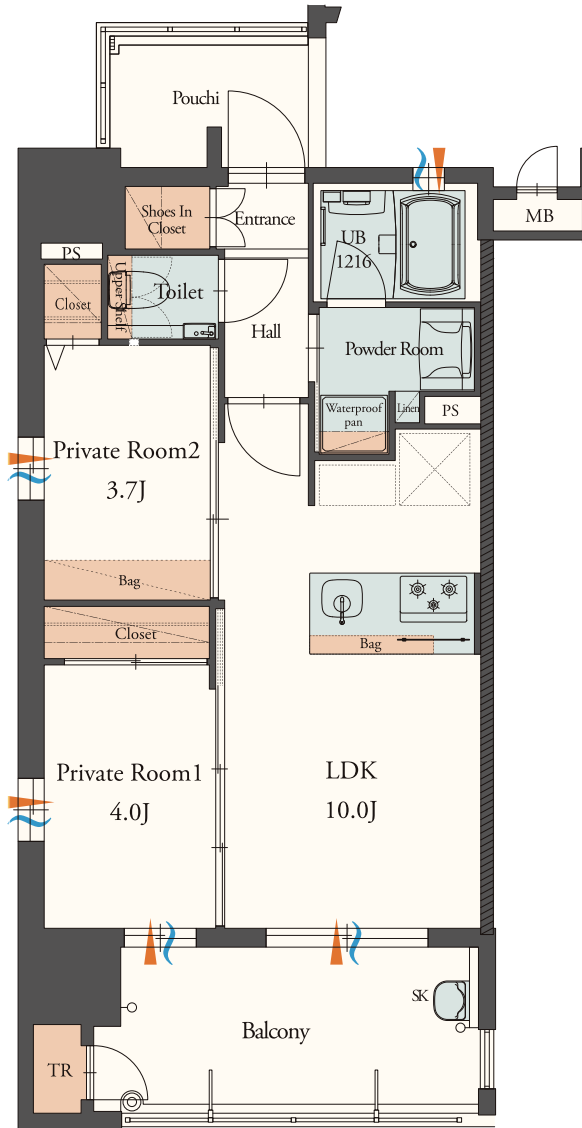 Pouchi
Shoes In
Closet
Entrance
MB
UB
1216
PS
Closet
Upper Shelf
Toilet
Hall
Powder Room
Waterproof
pan
Linen
PS
Private Room2
3.7J
Bag
Closet
Bag
Private Room1
4.0J
LDK
10.0J
SK
Balcony
TR